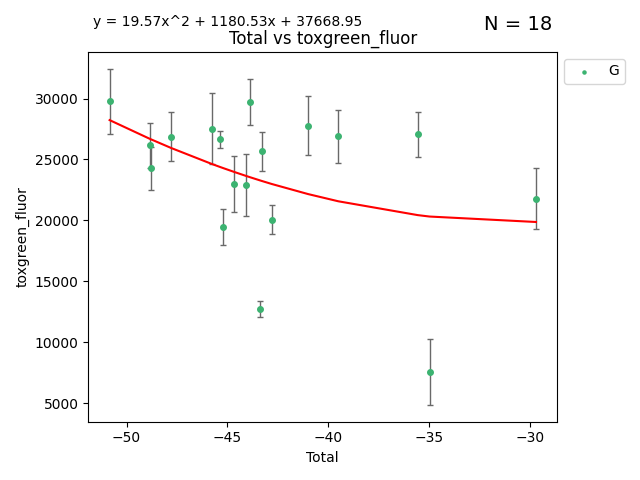 y = 19.57x^2 + 1180.53x + 37668.95
N = 18
Total vs toxgreen_fluor
G
30000
25000
20000
15000
10000
5000
toxgreen_fluor
−50
−45
−40
−35
−30
Total